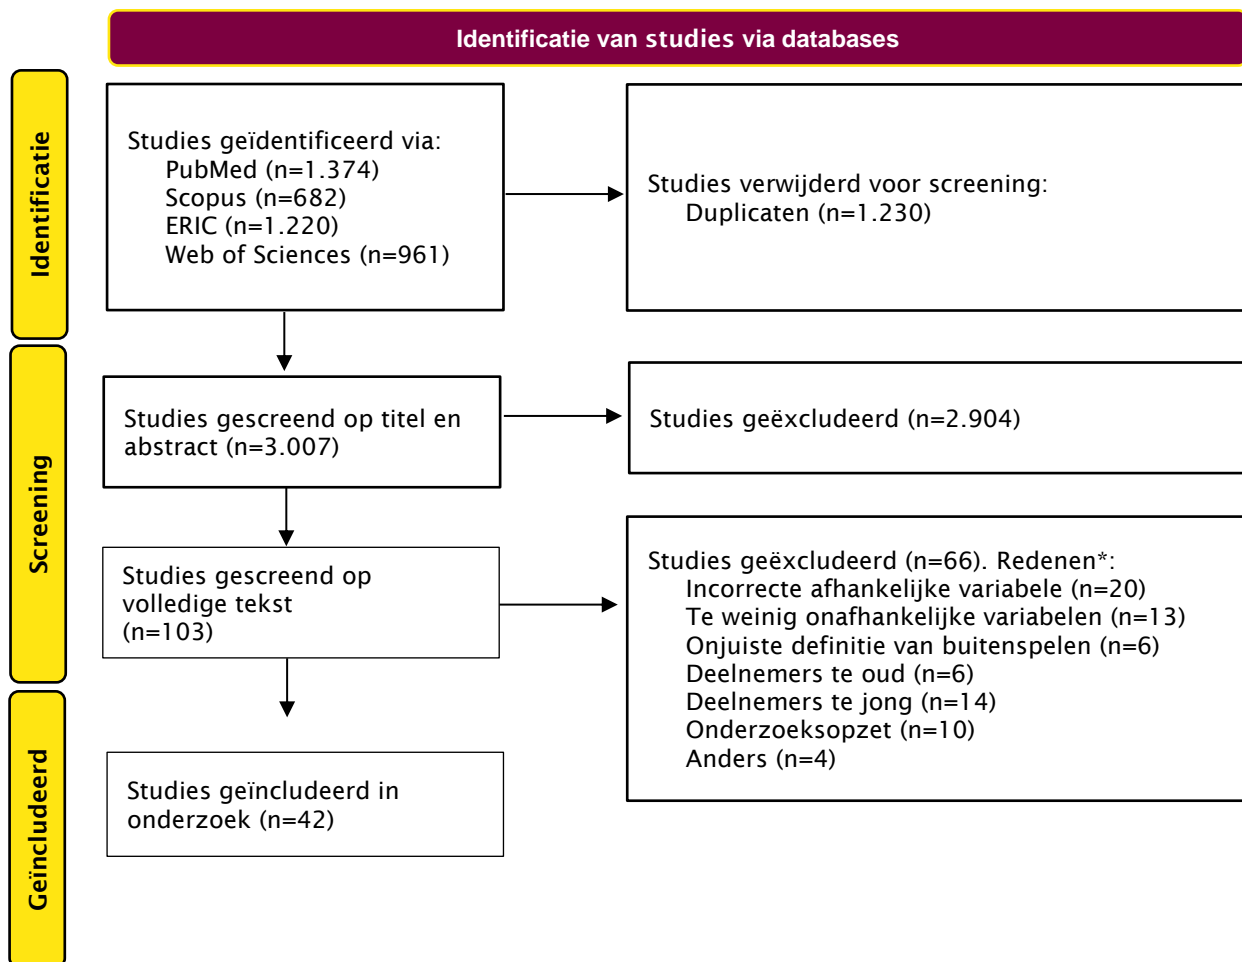 Identificatie van studies via databases
Identificatie
Studies geïdentificeerd via:
PubMed (n=1.374)
Scopus (n=682)
ERIC (n=1.220)
Web of Sciences (n=961)
Studies verwijderd voor screening:
Duplicaten (n=1.230)
Screening
Studies gescreend op titel en
abstract (n=3.007)
Studies geëxcludeerd (n=2.904)
Studies gescreend op
volledige tekst
(n=103)
Studies geëxcludeerd (n=66). Redenen*:
Incorrecte afhankelijke variabele (n=20)
Te weinig onafhankelijke variabelen (n=13)
Onjuiste definitie van buitenspelen (n=6)
Deelnemers te oud (n=6)
Deelnemers te jong (n=14)
Onderzoeksopzet (n=10)
Anders (n=4)
Geïncludeerd
Studies geïncludeerd in
onderzoek (n=42)